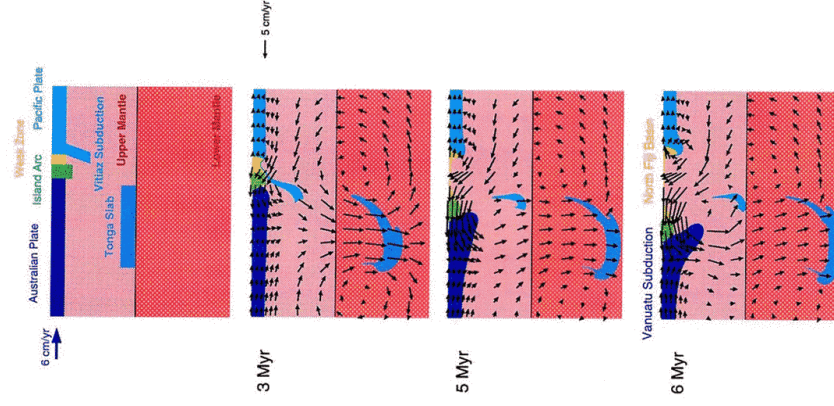 Weak Zone
Australian Plate
Island Arc
Pacific Plate
6 cm/yr
Vitiaz Subduction
Tonga Slab
Upper Mantle
Lower Mantle
5 cm/yr
3 Myr
5 Myr
Vanuatu Subduction
North Fiji Basin
6 Myr